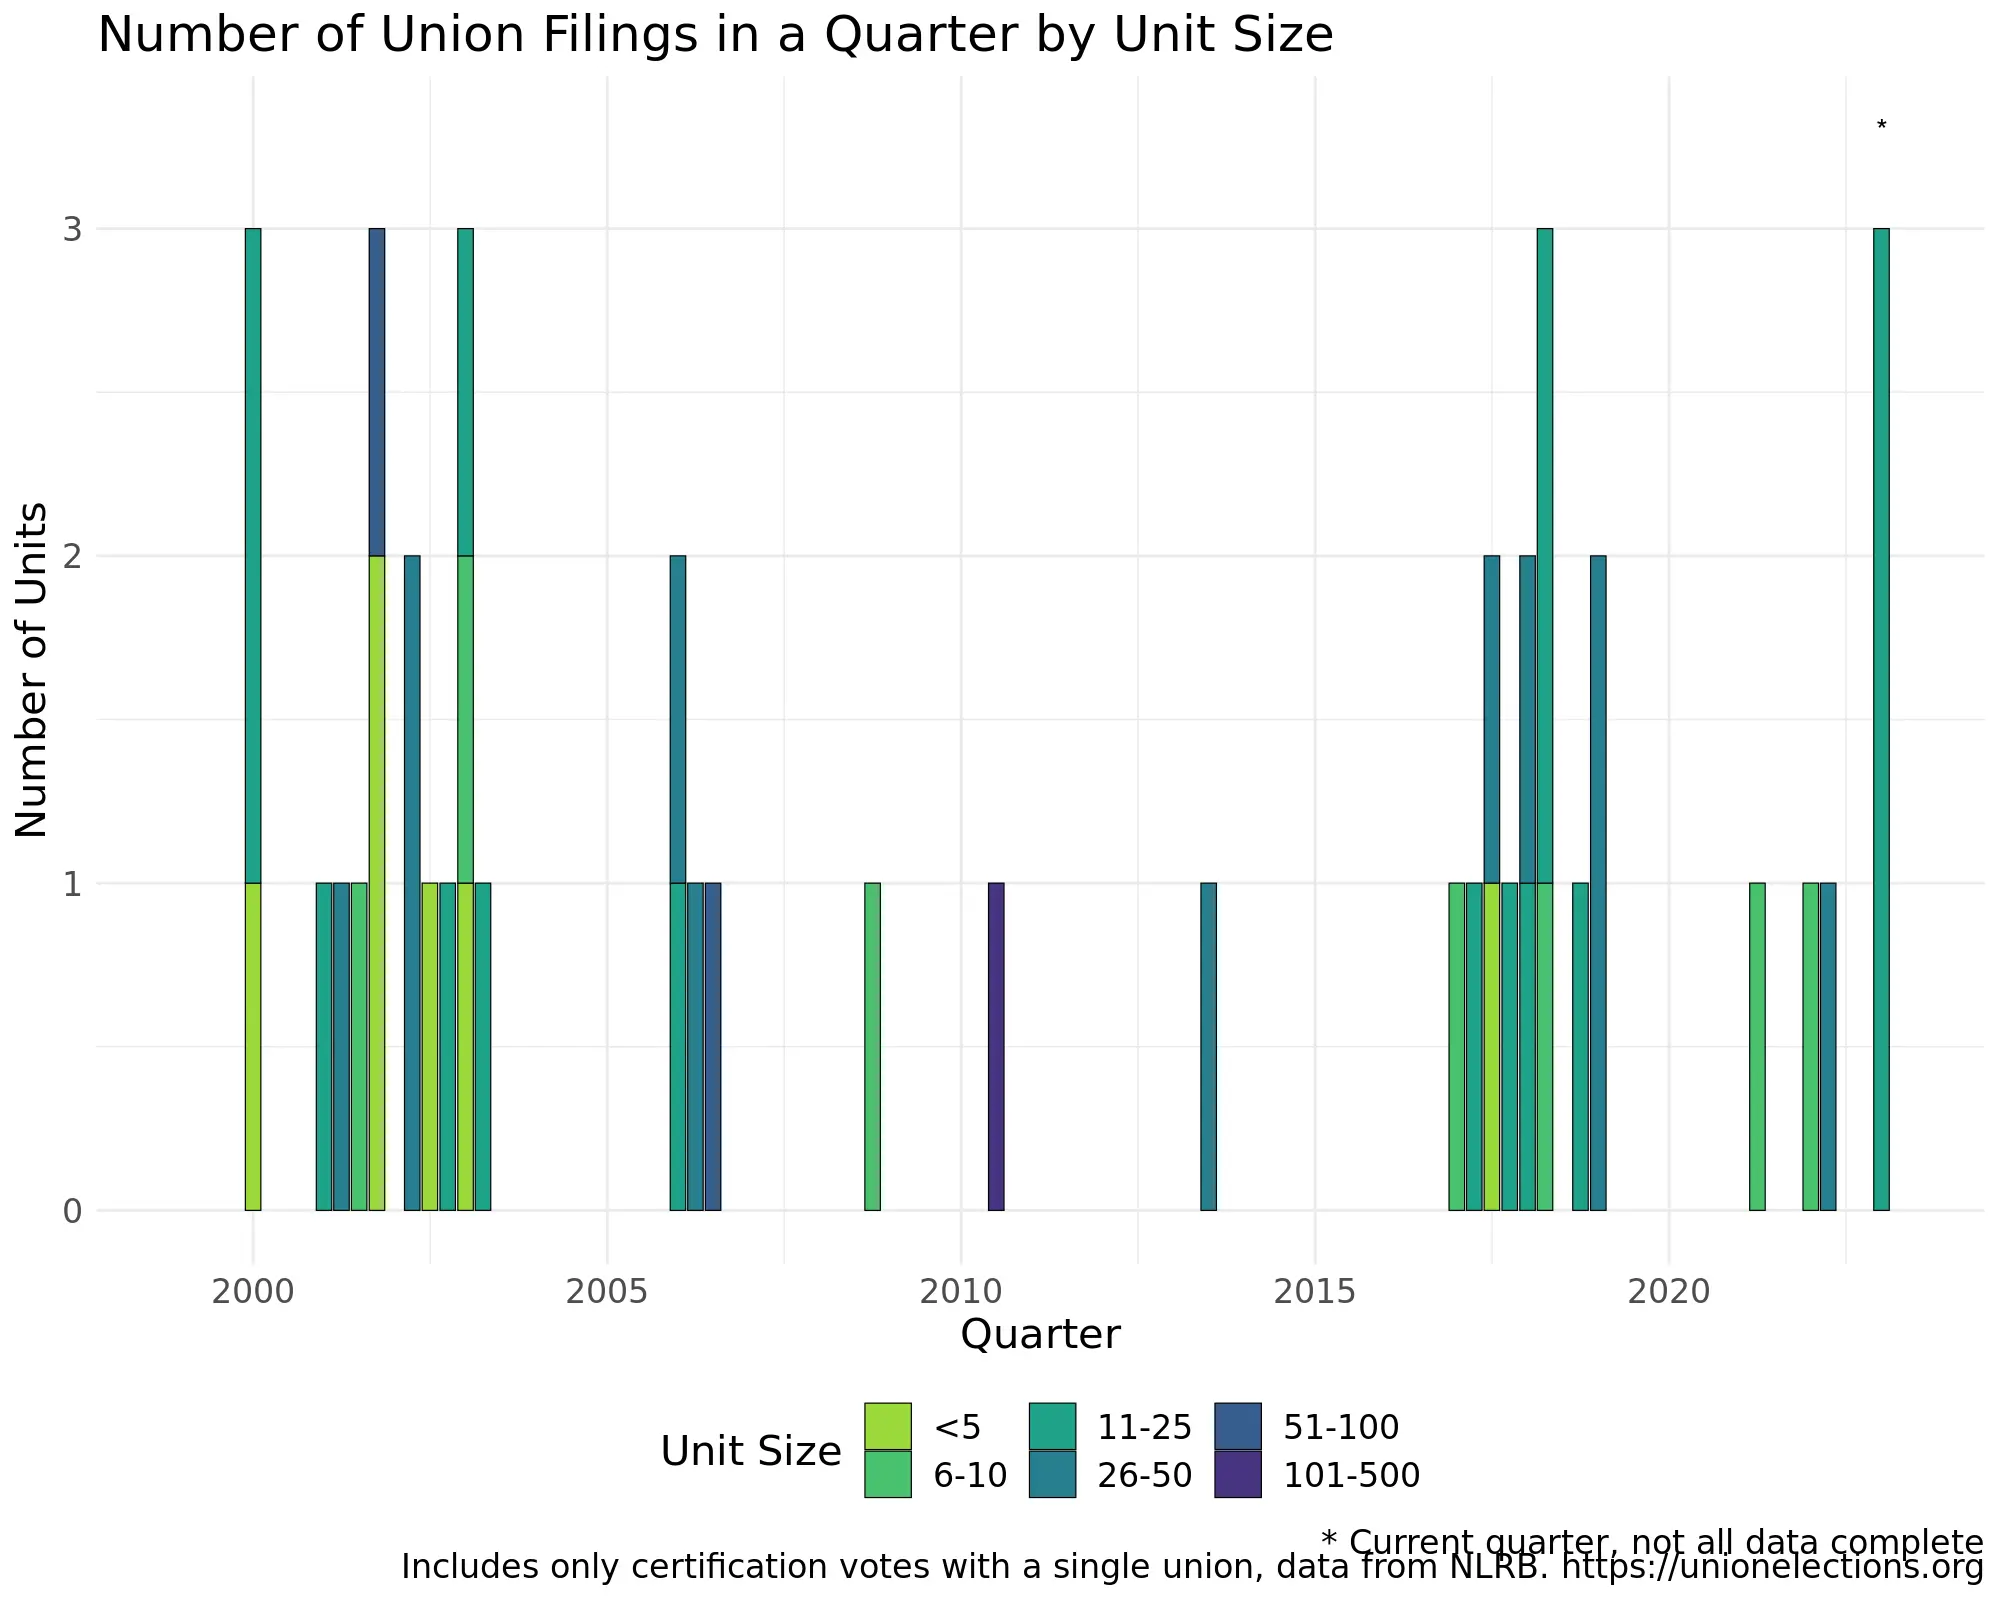 Number of Union Filings in a Quarter by Unit Size
*
3
2
1
0
Number of Units
2000 2005 2010 2015 2020
Quarter
Unit Size
<5 11-25 51-100
6-10 26-50 101-500
* Current quarter, not all data complete
Includes only certification votes with a single union, data from NLRB. https://unionelections.org